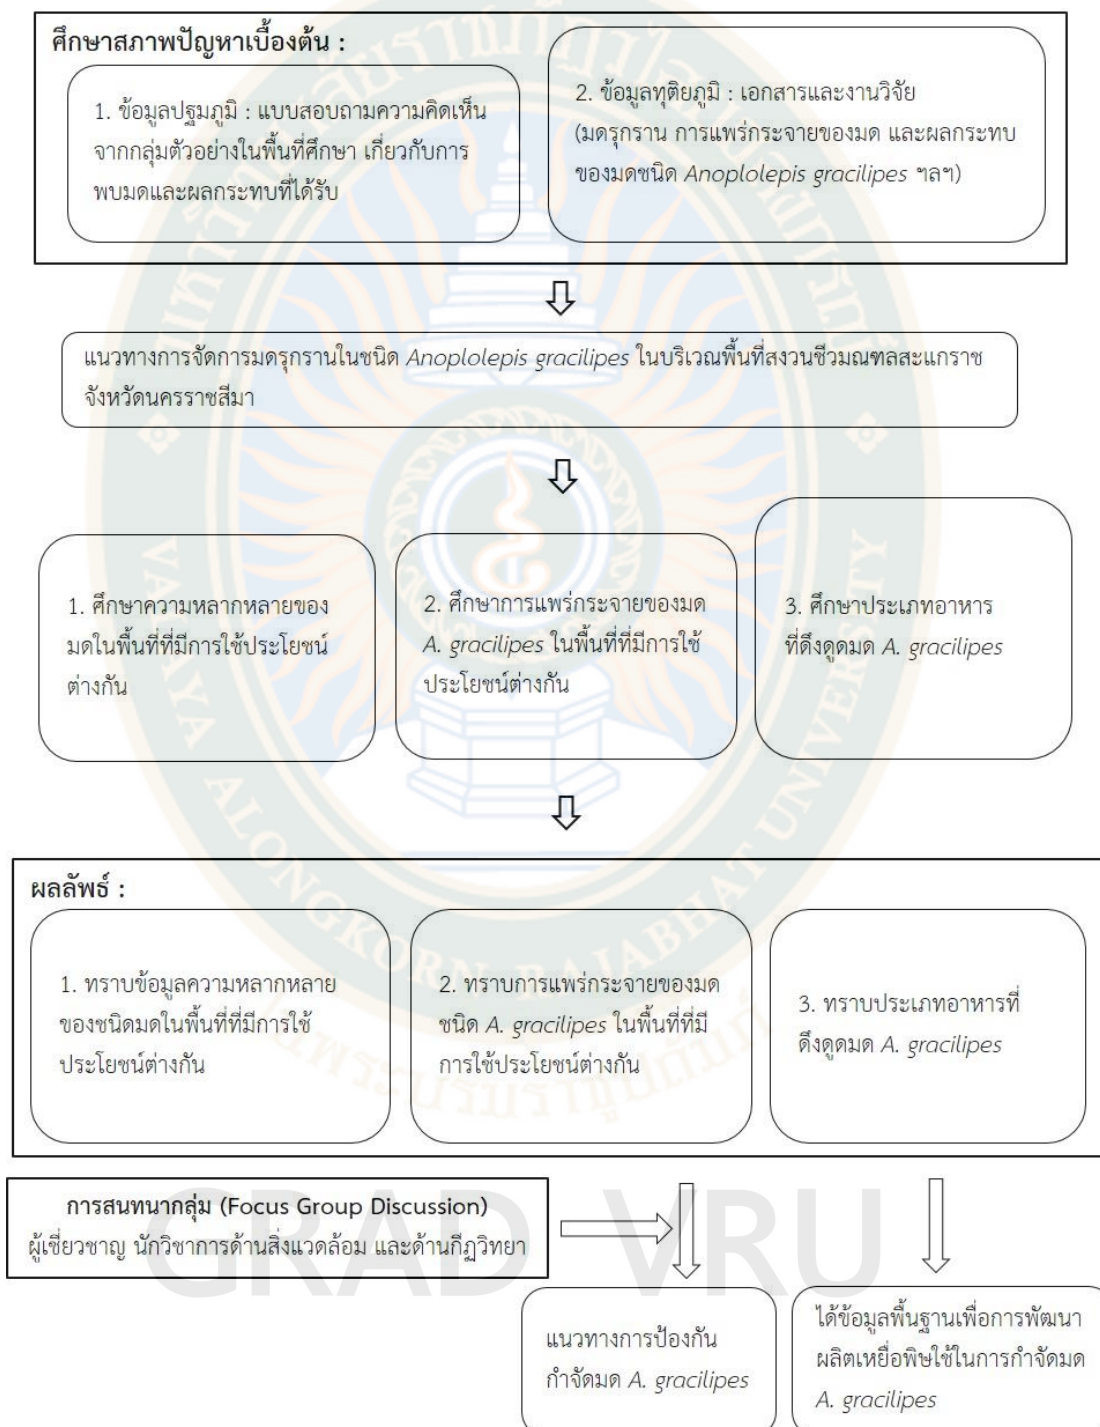 ศึกษาสภาพปัญหาเบื้องต้น :
1. ข้อมูลปฐมภูมิ : แบบสอบถามความคิดเห็น
จากกลุ่มตัวอย่างในพื้นที่ศึกษา เกี่ยวกับการ
พบมดและผลกระทบที่ได้รับ
2. ข้อมูลทุติยภูมิ : เอกสารและงานวิจัย
(มดรุกราน การแพร่กระจายของมด และผลกระทบ
ของมดชนิด Anoplolepis gracilipes ฯลฯ)
แนวทางการจัดการมดรุกรานในชนิด Anoplolepis gracilipes ในบริเวณพื้นที่สงวนชีวมณฑลสะแกราช
จังหวัดนครราชสีมา
1. ศึกษาความหลากหลายของ
มดในพื้นที่ที่มีการใช้ประโยชน์
ต่างกัน
2. ศึกษาการแพร่กระจายของมด
A. gracilipes ในพื้นที่ที่มีการใช้
ประโยชน์ต่างกัน
3. ศึกษาประเภทอาหาร
ที่ดึงดูดมด A. gracilipes
ผลลัพธ์ :
1. ทราบข้อมูลความหลากหลาย
ของชนิดมดในพื้นที่ที่มีการใช้
ประโยชน์ต่างกัน
2. ทราบการแพร่กระจายของมด
ชนิด A. gracilipes ในพื้นที่ที่มี
การใช้ประโยชน์ต่างกัน
3. ทราบประเภทอาหารที่
ดึงดูดมด A. gracilipes
การสนทนากลุ่ม (Focus Group Discussion)
ผู้เชี่ยวชาญ นักวิชาการด้านสิ่งแวดล้อม และด้านกีฏวิทยา
แนวทางการป้องกัน
กำจัดมด A. gracilipes
ได้ข้อมูลพื้นฐานเพื่อการพัฒนา
ผลิตเหยื่อพิษใช้ในการกำจัดมด
A. gracilipes
VALAYA ALONGKORN RAJABHAT UNIVERSITY
GRAD VRU